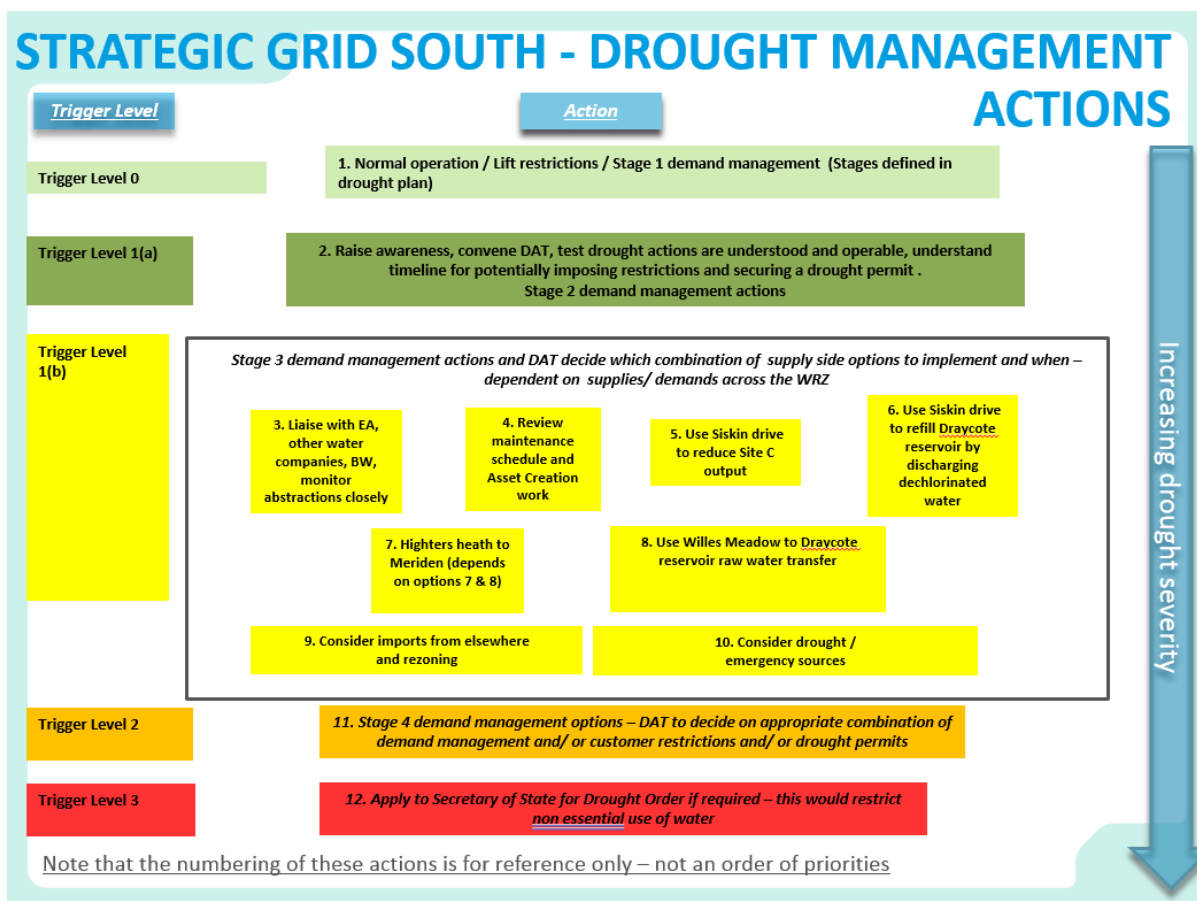 STRATEGIC GRID SOUTH - DROUGHT MANAGEMENT
ACTIONS
Trigger Level
Action
Trigger Level 0
1. Normal operation / Lift restrictions / Stage 1 demand management (Stages defined in
drought plan)
Trigger Level 1(a)
2. Raise awareness, convene DAT, test drought actions are understood and operable, understand
timeline for potentially imposing restrictions and securing a drought permit .
Stage 2 demand management actions
Trigger Level
1(b)
Stage 3 demand management actions and DAT decide which combination of supply side options to implement and when –
dependent on supplies/ demands across the WRZ
3. Liaise with EA,
other water
companies, BW,
monitor
abstractions closely
4. Review
maintenance
schedule and
Asset Creation
work
5. Use Siskin drive
to reduce Site C
output
6. Use Siskin drive
to refill Draycote
reservoir by
discharging
dechlorinated
water
7. Highters heath to
Meriden (depends
on options 7 & 8)
8. Use Willes Meadow to Draycote
reservoir raw water transfer
9. Consider imports from elsewhere
and rezoning
10. Consider drought /
emergency sources
Trigger Level 2
11. Stage 4 demand management options – DAT to decide on appropriate combination of
demand management and/ or customer restrictions and/ or drought permits
Trigger Level 3
12. Apply to Secretary of State for Drought Order if required – this would restrict
non essential use of water
Increasing drought severity
Note that the numbering of these actions is for reference only – not an order of priorities